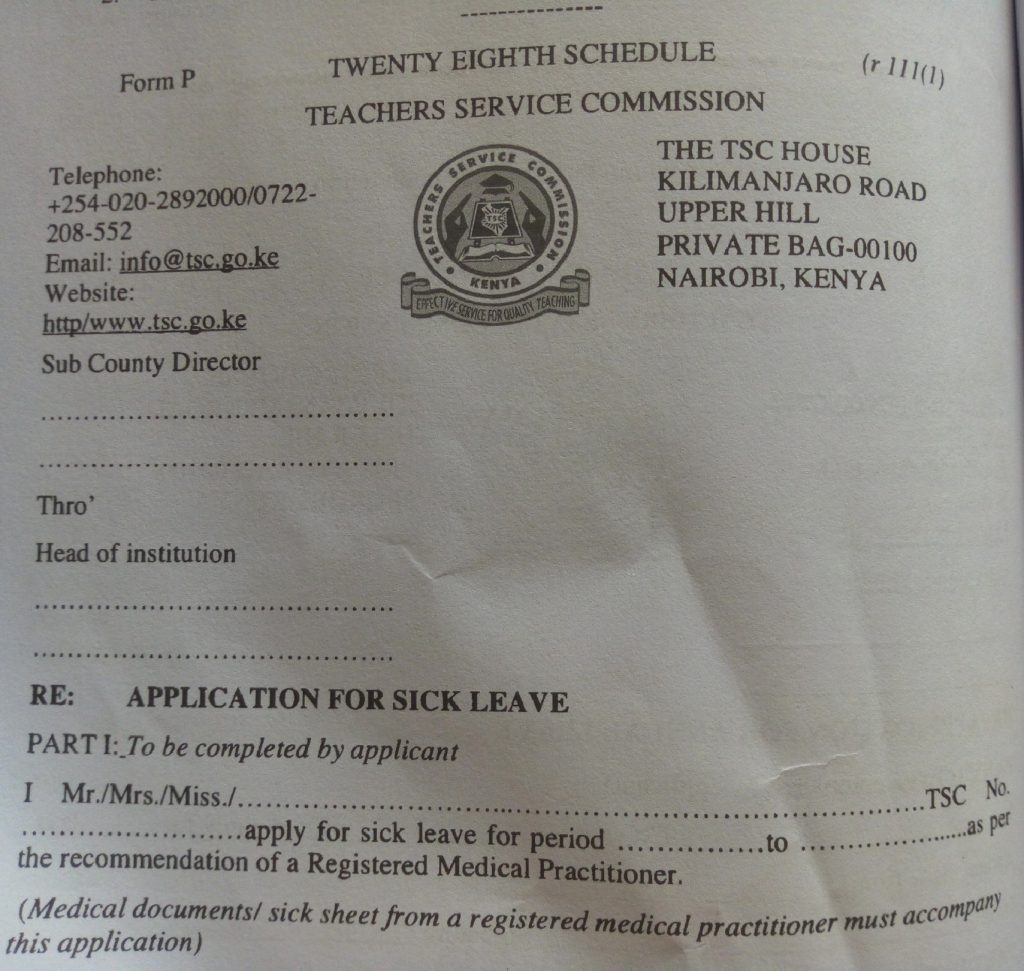 TWENTY EIGHTH SCHEDULE
Form P
(r 111(1)
TEACHERS SERVICE COMMISSION
Telephone:
+254-020-2892000/0722-
208-552
Email: info@tsc.go.ke
Website:
http/www.tsc.go.ke
TEACHERS SERVICE COMMISSION
TSC
KENYA
EFFECTIVE SERVICE FOR QUALITY TEACHING
THE TSC HOUSE
KILIMANJARO ROAD
UPPER HILL
PRIVATE BAG-00100
NAIROBI, KENYA
Sub County Director
Thro'
Head of institution
RE: APPLICATION FOR SICK LEAVE
PART I: To be completed by applicant
I Mr./Mrs./Miss./..........................................................................TSC No.
........................apply for sick leave for period ................to ..................as per
the recommendation of a Registered Medical Practitioner.
(Medical documents/ sick sheet from a registered medical practitioner must accompany
this application)